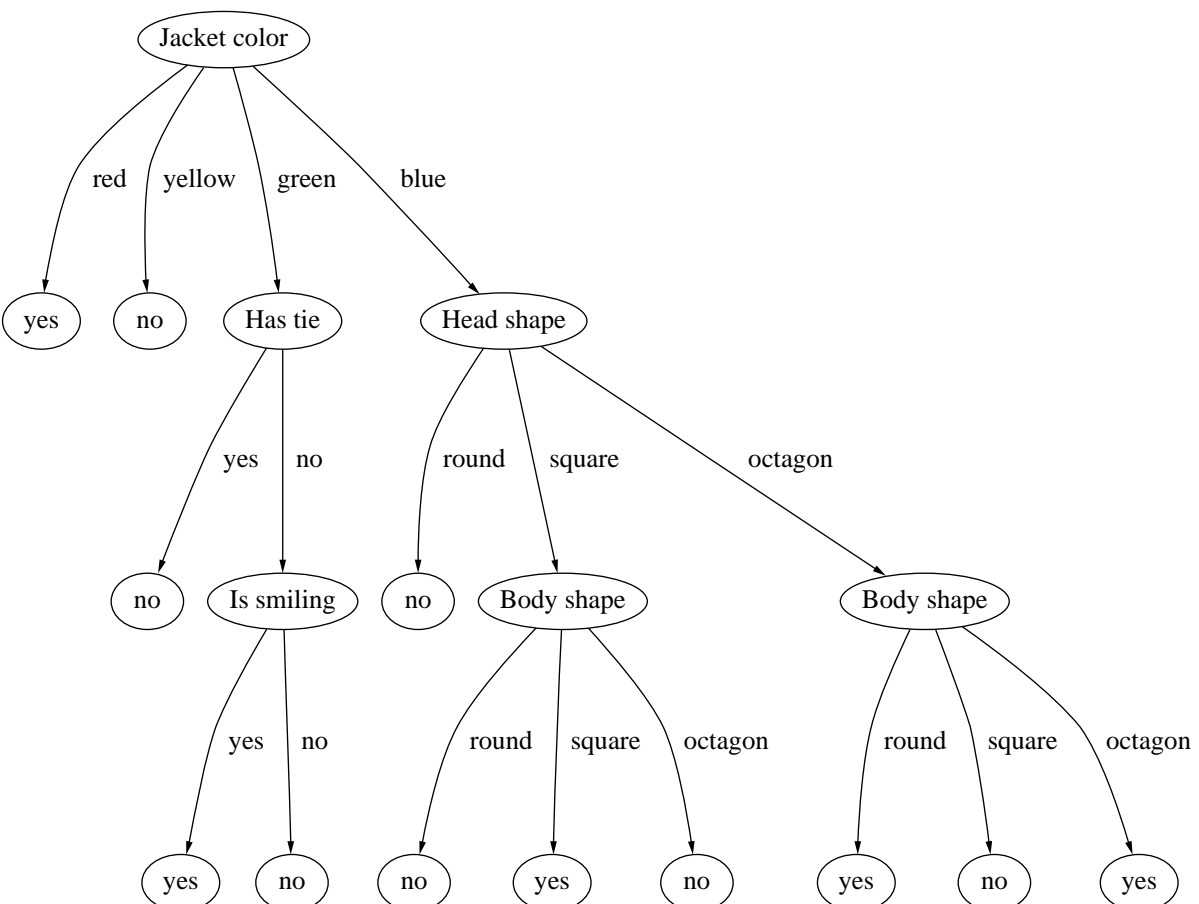 Jacket color
red yellow green blue
yes no Has tie Head shape
yes no round square octagon
no Is smiling no Body shape Body shape
yes no round square octagon round square octagon
yes no no yes no yes no yes